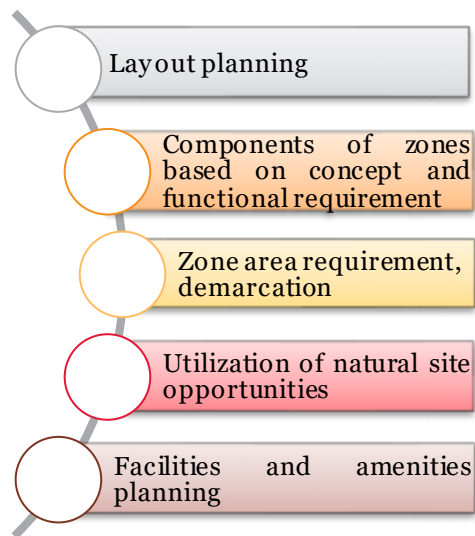 Layout planning
Components of zones
based on concept and
functional requirement
Zone area requirement,
demarcation
Utilization of natural site
opportunities
Facilities and amenities
planning